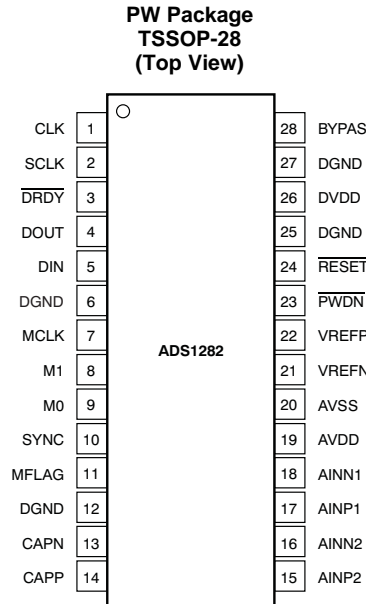 PW Package
TSSOP-28
(Top View)
CLK 1 28 BYPAS
SCLK 2 27 DGND
DRDY 3 26 DVDD
DOUT 4 25 DGND
DIN 5 24 RESET
DGND 6 23 PWDN
MCLK 7 22 VREFP
ADS1282
M1 8 21 VREFN
M0 9 20 AVSS
SYNC 10 19 AVDD
MFLAG 11 18 AINN1
DGND 12 17 AINP1
CAPN 13 16 AINN2
CAPP 14 15 AINP2